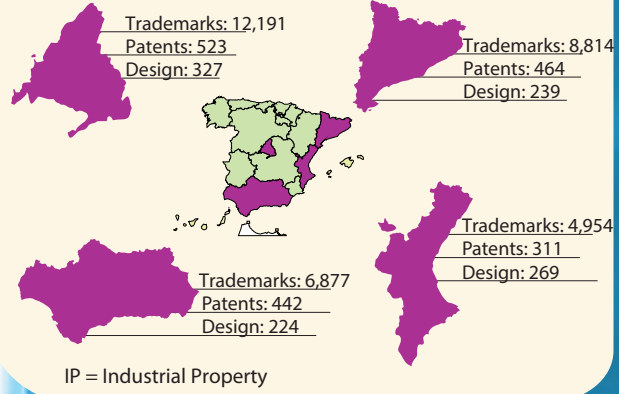 Trademarks: 12,191
Patents: 523
Design: 327
Trademarks: 8,814
Patents: 464
Design: 239
Trademarks: 6,877
Patents: 442
Design: 224
Trademarks: 4,954
Patents: 311
Design: 269
IP = Industrial Property